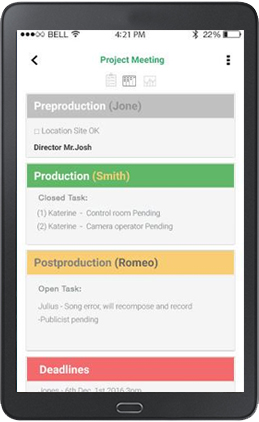 ●●●○○ BELL 4:21 PM 22%
Project Meeting
Preproduction (Jone)
□ Location Site OK
Director Mr.Josh
Production (Smith)
Closed Task:
(1) Katerine - Control room Pending
(2) Katerine - Camera operator Pending
Postproduction (Romeo)
Open Task:
Julius - Song error, will recompose and record
-Publicist pending
Deadlines
Jones - 6th Dec, 1st 2016 3pm